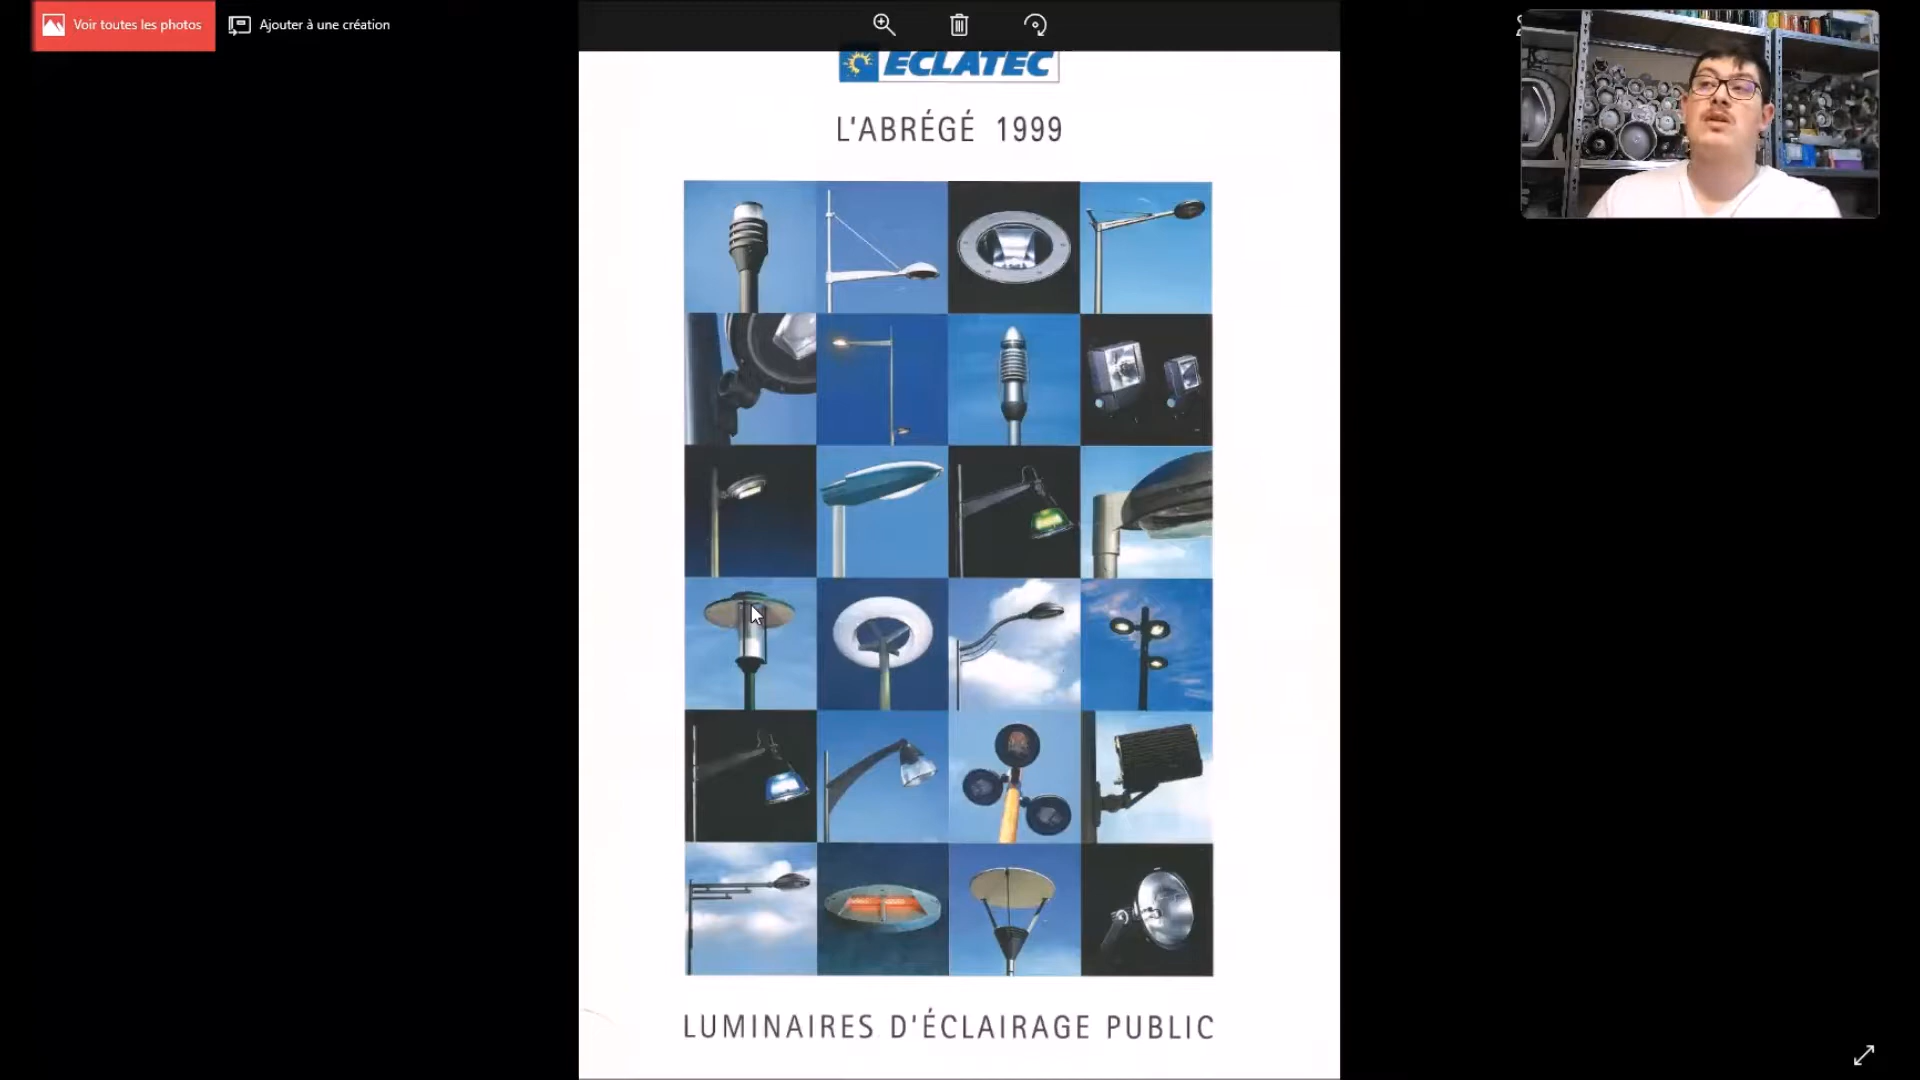 Voir toutes les photos
Ajouter à une création
ECLATEC
L'ABRÉGÉ 1999
LUMINAIRES D'ÉCLAIRAGE PUBLIC